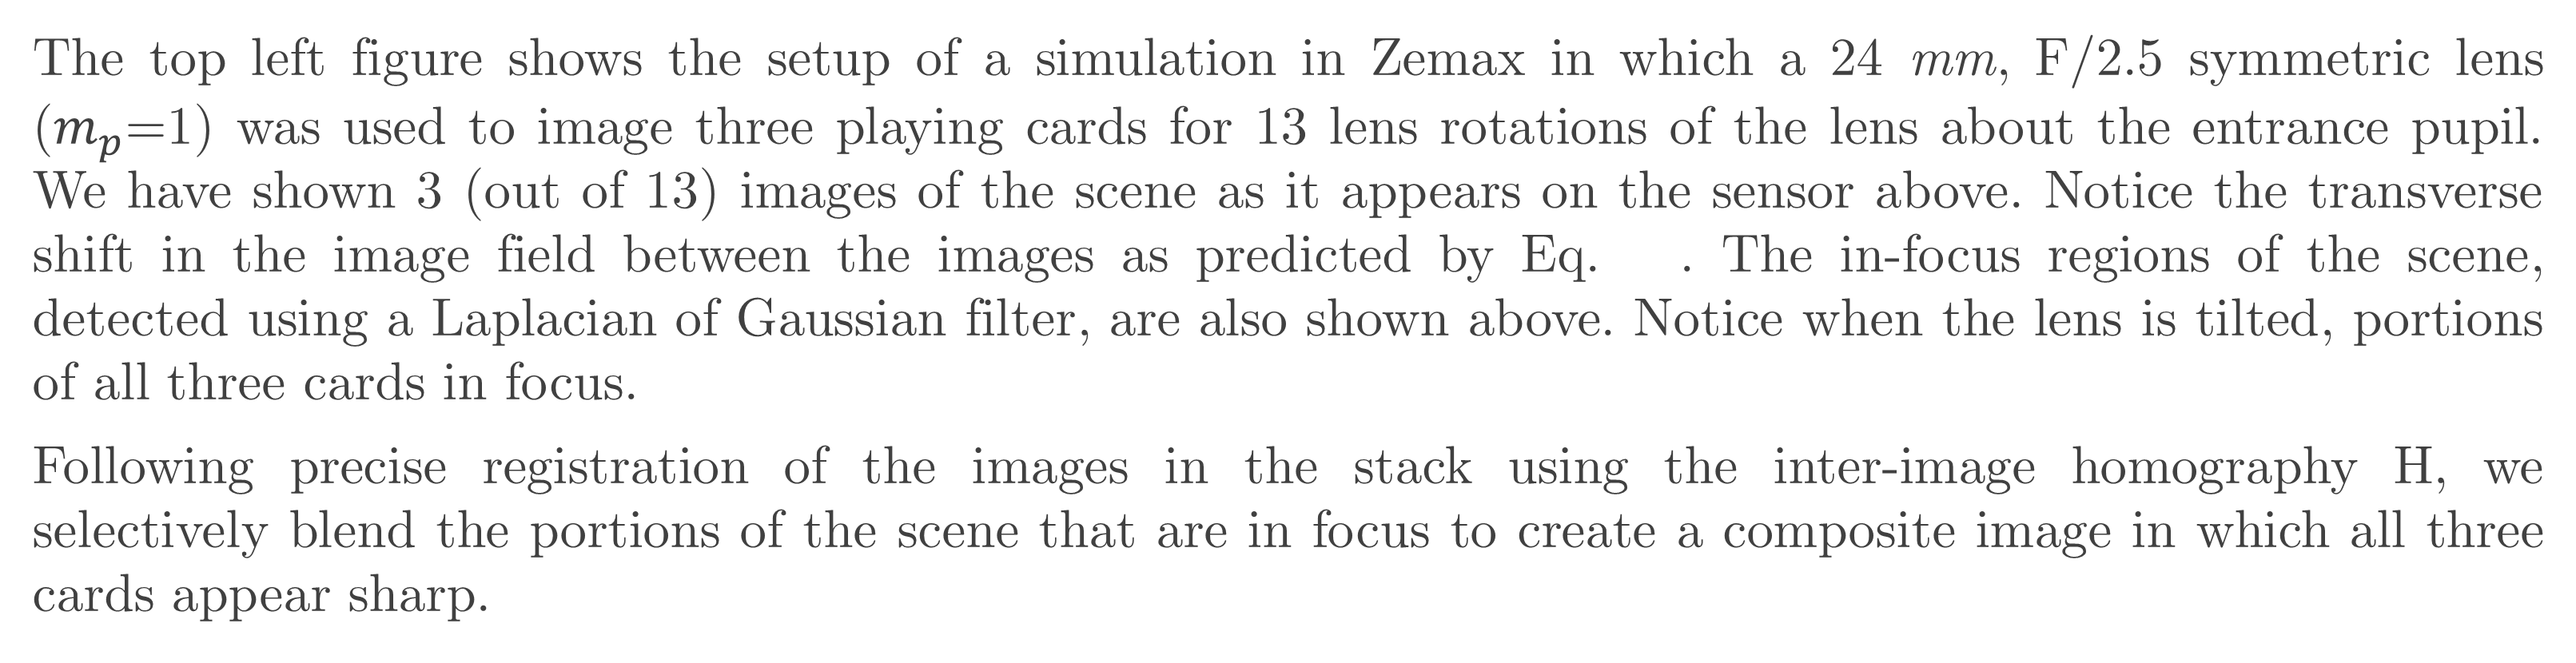 The top left figure shows the setup of a simulation in Zemax in which a 24 mm, F/2.5 symmetric lens
(mₚ=1) was used to image three playing cards for 13 lens rotations of the lens about the entrance pupil.
We have shown 3 (out of 13) images of the scene as it appears on the sensor above. Notice the transverse
shift in the image field between the images as predicted by Eq. . The in-focus regions of the scene,
detected using a Laplacian of Gaussian filter, are also shown above. Notice when the lens is tilted, portions
of all three cards in focus.
Following precise registration of the images in the stack using the inter-image homography H, we
selectively blend the portions of the scene that are in focus to create a composite image in which all three
cards appear sharp.